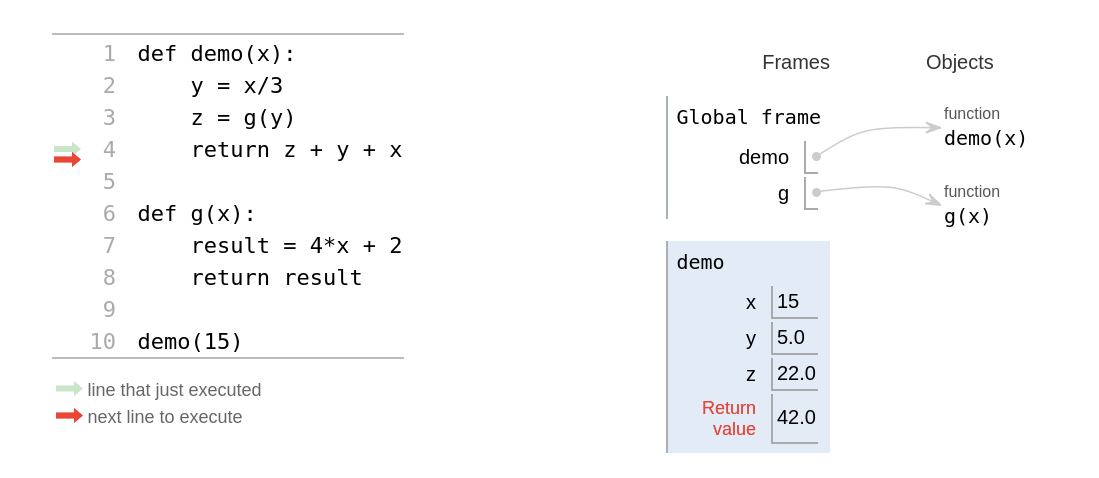 1 def demo(x):
2     y = x/3
3     z = g(y)
4     return z + y + x
5
6 def g(x):
7     result = 4*x + 2
8     return result
9
10 demo(15)
line that just executed
next line to execute
Frames Objects
Global frame
demo
g
function
demo(x)
function
g(x)
demo
x 15
y 5.0
z 22.0
Return
value 42.0